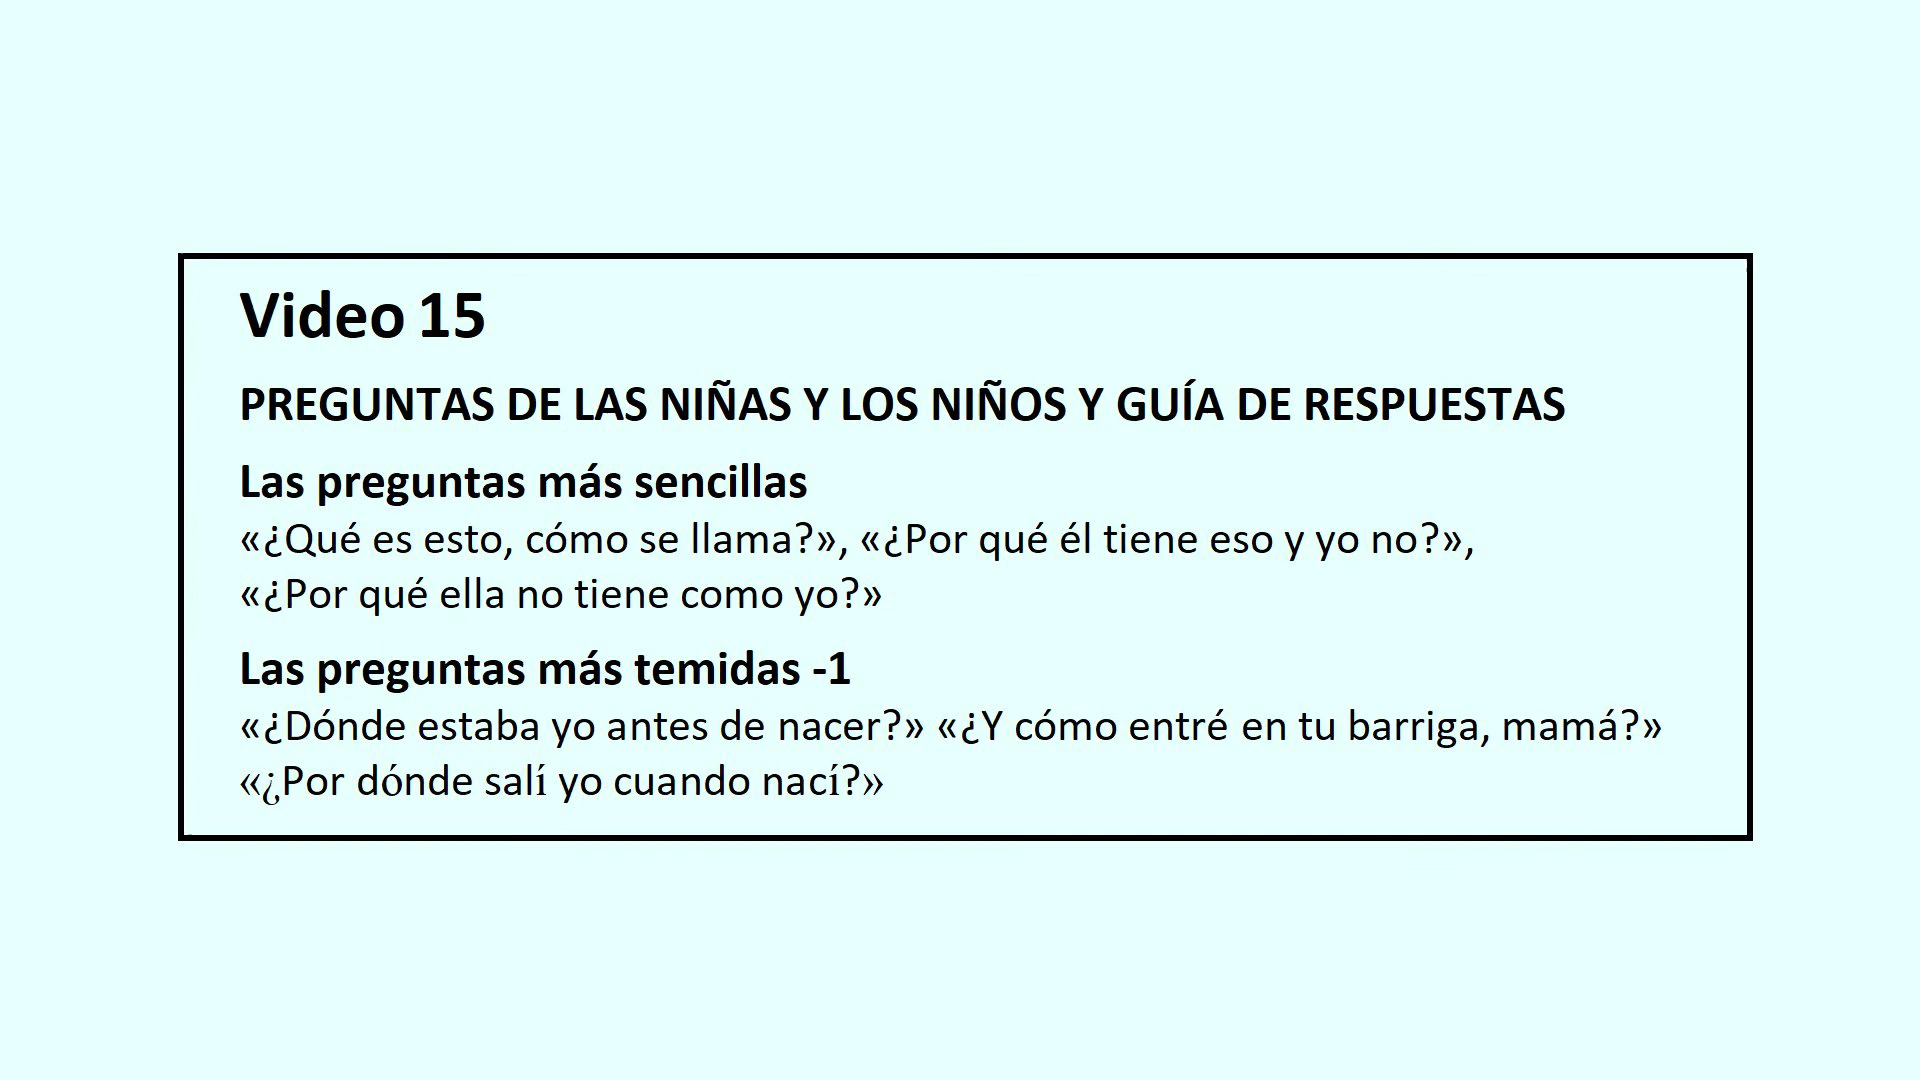 Video 15
PREGUNTAS DE LAS NIÑAS Y LOS NIÑOS Y GUÍA DE RESPUESTAS
Las preguntas más sencillas
«¿Qué es esto, cómo se llama?», «¿Por qué él tiene eso y yo no?»,
«¿Por qué ella no tiene como yo?»
Las preguntas más temidas -1
«¿Dónde estaba yo antes de nacer?» «¿Y cómo entré en tu barriga, mamá?»
«¿Por dónde salí yo cuando nací?»